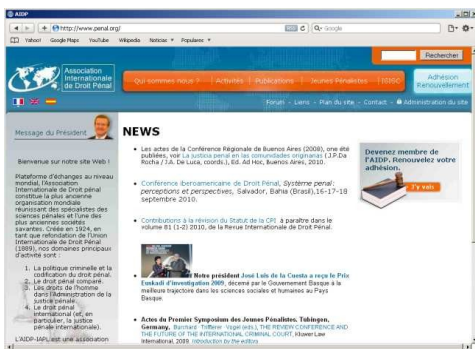 AIDP
http://www.penal.org/
Google
Yahoo! Google Maps YouTube Wikipedia Noticias Populares
Rechercher
Association
Internationale
de Droit Pénal
Qui sommes-nous ? | Activités | Publications | Jeunes Pénalistes | ISISC
Adhésion
Renouvellement
Forum - Liens - Plan du site - Contact - Administration du site
Message du Président
Bienvenue sur notre site Web !
Plateforme d'échanges au niveau
mondial, l'Association
Internationale de Droit pénal
constitue la plus ancienne
organisation mondiale
réunissant des spécialistes des
sciences pénales et l'une des
plus anciennes sociétés
savantes. Créée en 1924, en
tant que refondation de l'Union
Internationale de Droit Pénal
(1889), nos domaines principaux
d'activité sont :
1. La politique criminelle et la
codification du droit pénal.
2. Le droit pénal comparé.
3. Les droits de l'homme
dans l'Administration de la
justice pénale.
4. Le droit pénal
international (et, en
particulier, la justice
pénale internationale).
L'AIDP-IAPL est une association
NEWS
Les actes de la Conférence Régionale de Buenos Aires (2008), one été
publiées, voir La justicia penal en las comunidades originarias (J.P.Da
Rocha / J.A. De Luca, coords.), Ed. Ad Hoc, Buenos Aires, 2010.
Conférence iberoamericaine de Droit Pénal, Système penal:
perceptions et perspectives, Salvador, Bahia (Brasil),16-17-18
septembre 2010.
Contributions à la révision du Statut de la CPI à paraître dans le
volume 81 (1-2) 2010, de la Revue Internationale de Droit Pénal.
Notre président José Luis de la Cuesta a reçu le Prix
Euskadi d'investigation 2009, décerné par le Gouvernement Basque à la
meilleure trajectoire dans les sciences sociales et humaines au Pays
Basque.
Actes du Premier Symposium des Jeunes Pénalistes, Tübingen,
Germany, Burchard - Triffterer - Vogel (eds.), THE REVIEW CONFERENCE AND
THE FUTURE OF THE INTERNATIONAL CRIMINAL COURT, Kluwer Law
International, 2009. Introduction by the editors
Devenez membre de
l'AIDP. Renouvelez votre
adhésion.
J'y vais